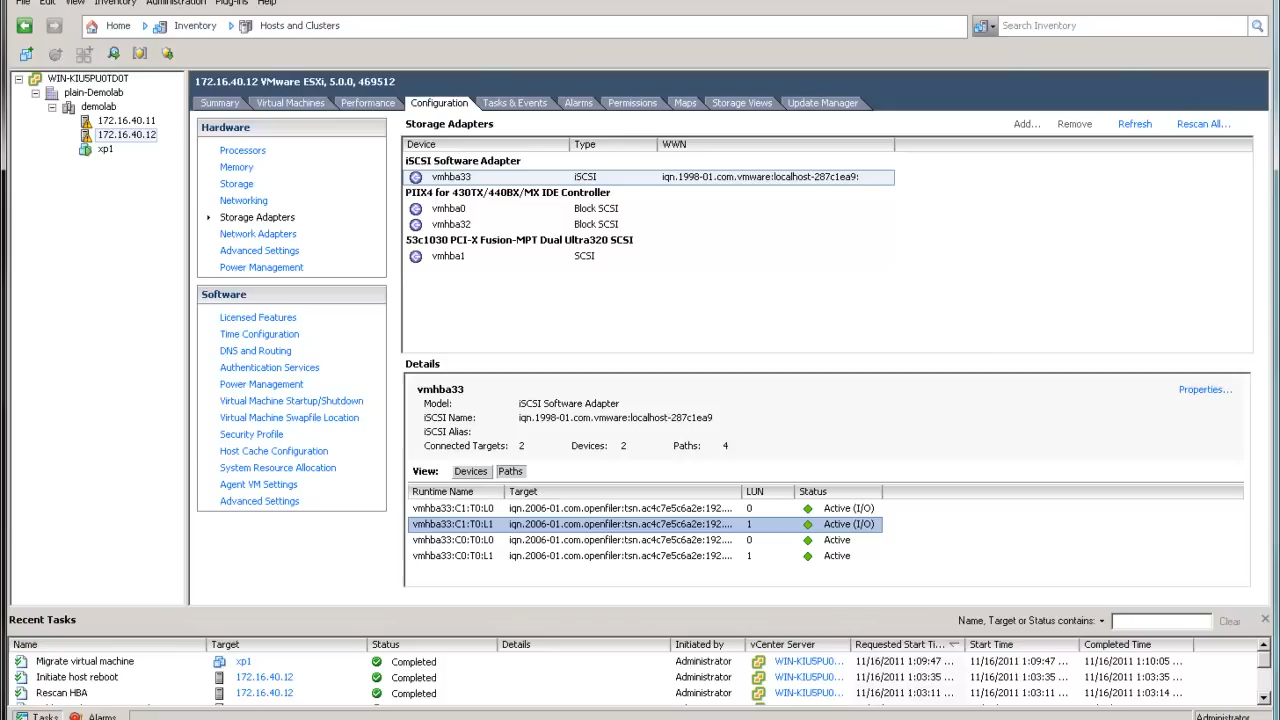 File Edit View Inventory Administration Plug-ins Help
Home Inventory Hosts and Clusters Search Inventory
WIN-KIU5PU0TD0T
plain-Demolab
demolab
172.16.40.11
172.16.40.12
xp1
172.16.40.12 VMware ESXi, 5.0.0, 469512
Summary Virtual Machines Performance Configuration Tasks & Events Alarms Permissions Maps Storage Views Update Manager
Hardware
Processors
Memory
Storage
Networking
Storage Adapters
Network Adapters
Advanced Settings
Power Management
Software
Licensed Features
Time Configuration
DNS and Routing
Authentication Services
Power Management
Virtual Machine Startup/Shutdown
Virtual Machine Swapfile Location
Security Profile
Host Cache Configuration
System Resource Allocation
Agent VM Settings
Advanced Settings
Storage Adapters Add... Remove Refresh Rescan All...
Device Type WWN
iSCSI Software Adapter
vmhba33 iSCSI iqn.1998-01.com.vmware:localhost-287c1ea9:
PIIX4 for 430TX/440BX/MX IDE Controller
vmhba0 Block SCSI
vmhba32 Block SCSI
53c1030 PCI-X Fusion-MPT Dual Ultra320 SCSI
vmhba1 SCSI
Details
vmhba33 Properties...
Model: iSCSI Software Adapter
iSCSI Name: iqn.1998-01.com.vmware:localhost-287c1ea9
iSCSI Alias:
Connected Targets: 2 Devices: 2 Paths: 4
View: Devices Paths
Runtime Name Target LUN Status
vmhba33:C1:T0:L0 iqn.2006-01.com.openfiler:tsn.ac4c7e5c6a2e:192.... 0 Active (I/O)
vmhba33:C1:T0:L1 iqn.2006-01.com.openfiler:tsn.ac4c7e5c6a2e:192.... 1 Active (I/O)
vmhba33:C0:T0:L0 iqn.2006-01.com.openfiler:tsn.ac4c7e5c6a2e:192.... 0 Active
vmhba33:C0:T0:L1 iqn.2006-01.com.openfiler:tsn.ac4c7e5c6a2e:192.... 1 Active
Recent Tasks Name, Target or Status contains: Clear
Name Target Status Details Initiated by vCenter Server Requested Start Ti... Start Time Completed Time
Migrate virtual machine xp1 Completed Administrator WIN-KIU5PU0... 11/16/2011 1:09:47 ... 11/16/2011 1:09:47 ... 11/16/2011 1:10:05 ...
Initiate host reboot 172.16.40.12 Completed Administrator WIN-KIU5PU0... 11/16/2011 1:03:35 ... 11/16/2011 1:03:35 ... 11/16/2011 1:03:35 ...
Rescan HBA 172.16.40.12 Completed Administrator WIN-KIU5PU0... 11/16/2011 1:03:11 ... 11/16/2011 1:03:11 ... 11/16/2011 1:03:14 ...
Tasks Alarms Administrator